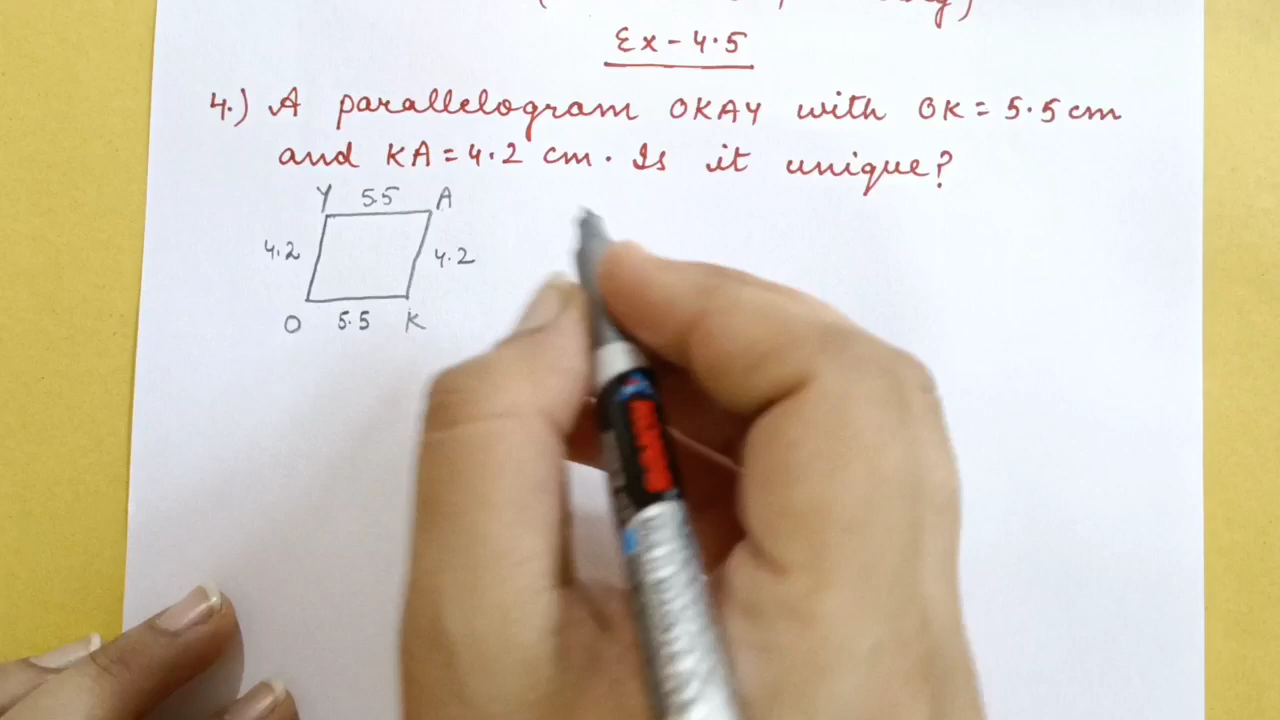 Ex - 4.5
4.) A parallelogram OKAY with OK = 5.5 cm
and KA = 4.2 cm. Is it unique?
Y 5.5 A
4.2 4.2
O 5.5 K